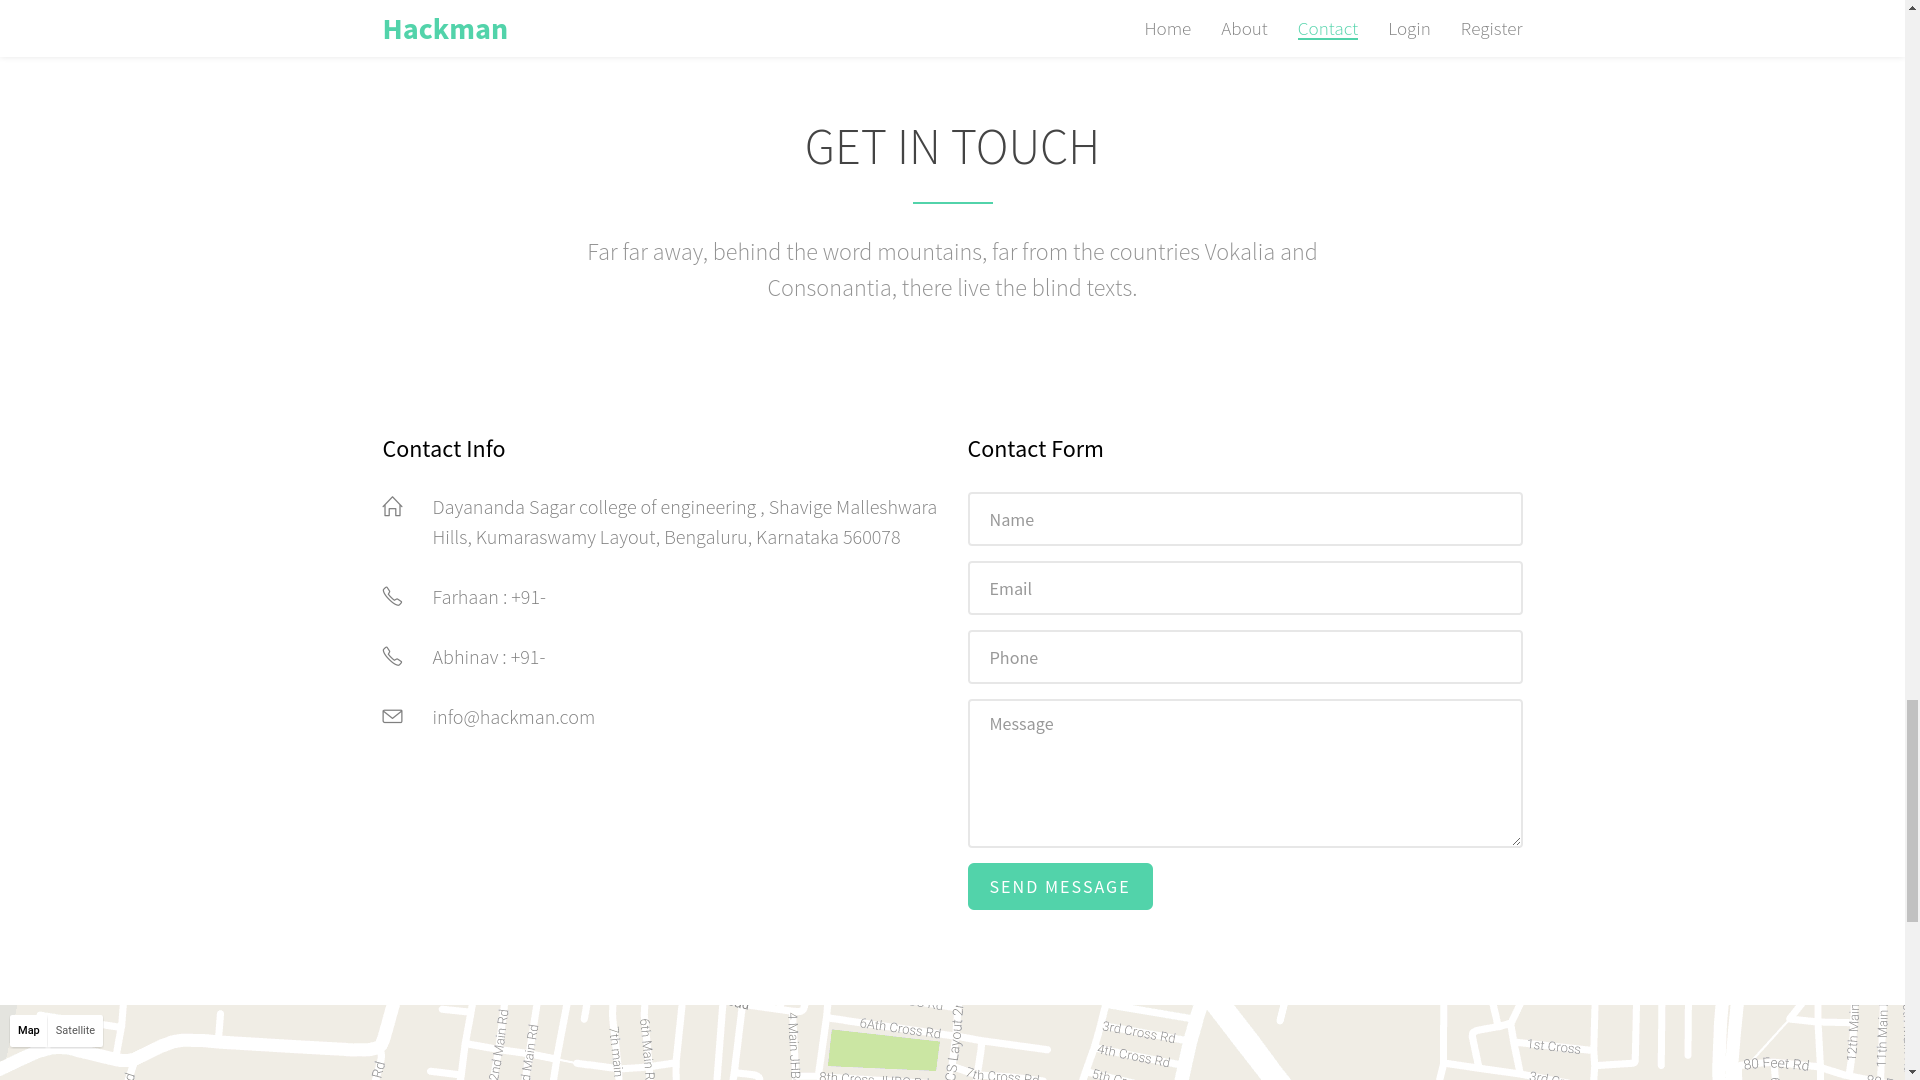 Hackman
Home
About
Contact
Login
Register
GET IN TOUCH
Far far away, behind the word mountains, far from the countries Vokalia and
Consonantia, there live the blind texts.
Contact Info
Dayananda Sagar college of engineering , Shavige Malleshwara
Hills, Kumaraswamy Layout, Bengaluru, Karnataka 560078
Farhaan : +91-
Abhinav : +91-
info@hackman.com
Contact Form
Name
Email
Phone
Message
SEND MESSAGE
Map
Satellite
2nd Main Rd
Main Rd
7th main
6th Main R
4 Main JHB
6Ath Cross Rd
CS Layout
7th Cross Rd
3rd Cross Rd
4th Cross Rd
5th
1st Cross
3rd
80 Feet Rd
12th Main
11th Main